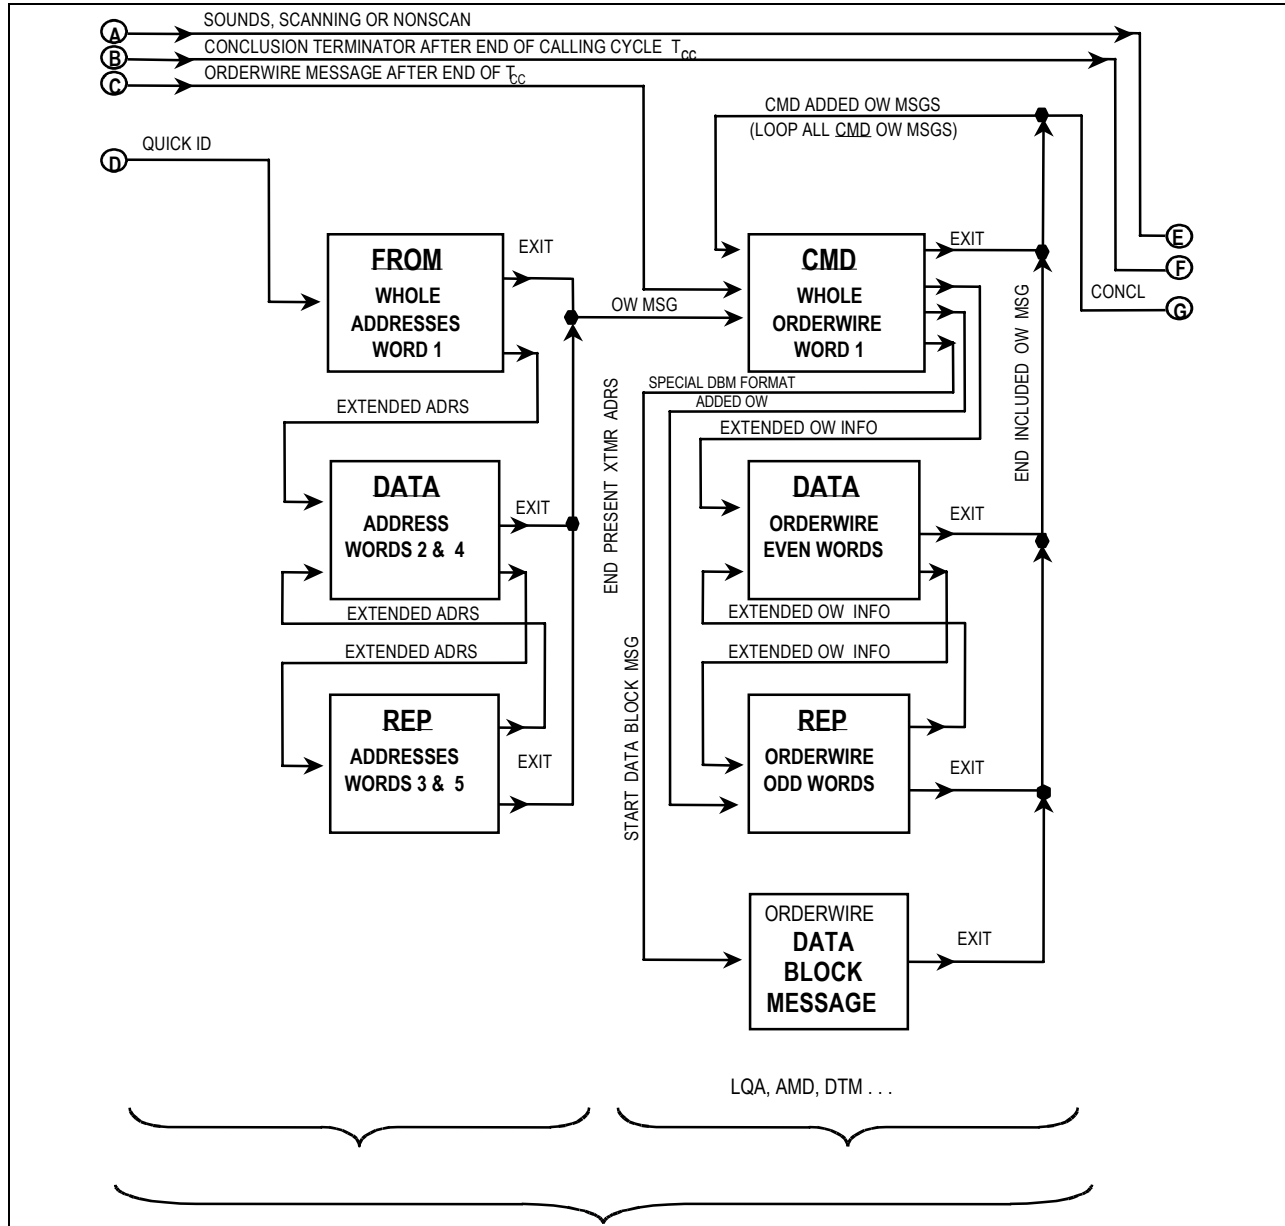 A
SOUNDS, SCANNING OR NONSCAN
B
CONCLUSION TERMINATOR AFTER END OF CALLING CYCLE TCC
C
ORDERWIRE MESSAGE AFTER END OF TCC
CMD ADDED OW MSGS
(LOOP ALL CMD OW MSGS)
D
QUICK ID
E
F
G
CONCL
FROM
WHOLE
ADDRESSES
WORD 1
EXIT
OW MSG
CMD
WHOLE
ORDERWIRE
WORD 1
EXIT
SPECIAL DBM FORMAT
ADDED OW
EXTENDED OW INFO
EXTENDED ADRS
END PRESENT XTMR ADRS
END INCLUDED OW MSG
DATA
ADDRESS
WORDS 2 & 4
EXIT
DATA
ORDERWIRE
EVEN WORDS
EXIT
EXTENDED ADRS
EXTENDED ADRS
EXTENDED OW INFO
EXTENDED OW INFO
START DATA BLOCK MSG
REP
ADDRESSES
WORDS 3 & 5
EXIT
REP
ORDERWIRE
ODD WORDS
EXIT
ORDERWIRE
DATA
BLOCK
MESSAGE
EXIT
LQA, AMD, DTM . . .